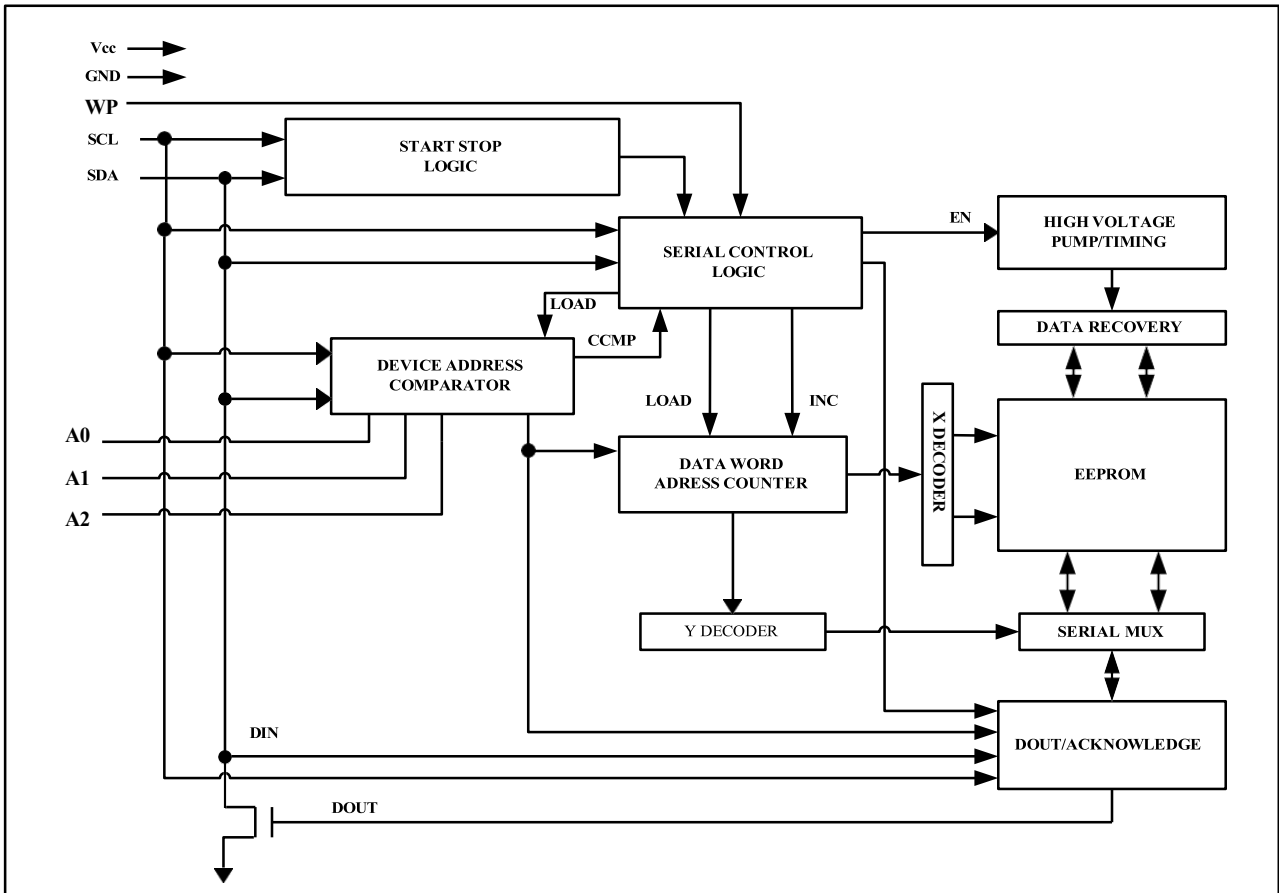 Vcc
GND
WP
SCL
SDA
START STOP
LOGIC
SERIAL CONTROL
LOGIC
EN
HIGH VOLTAGE
PUMP/TIMING
LOAD
CCMP
DATA RECOVERY
DEVICE ADDRESS
COMPARATOR
LOAD
INC
X DECODER
A0
A1
A2
DATA WORD
ADRESS COUNTER
EEPROM
Y DECODER
SERIAL MUX
DIN
DOUT/ACKNOWLEDGE
DOUT